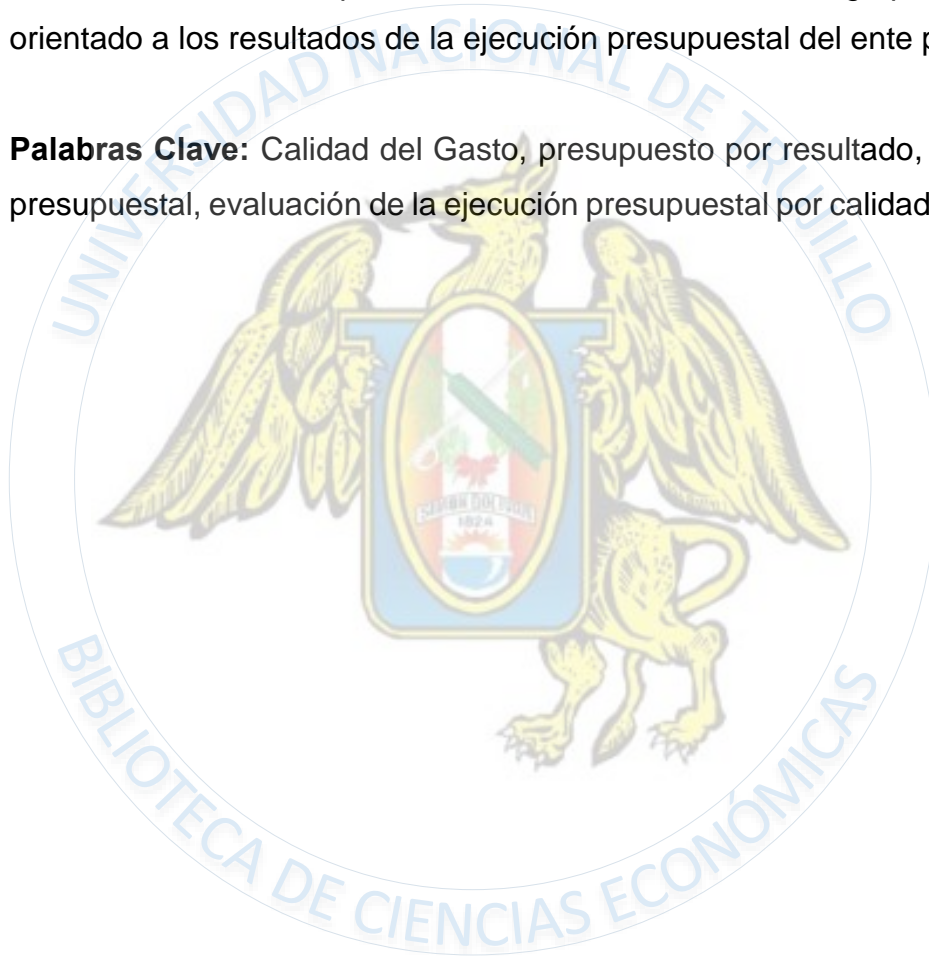 orientado a los resultados de la ejecución presupuestal del ente
Palabras Clave: Calidad del Gasto, presupuesto por resultado,
presupuestal, evaluación de la ejecución presupuestal por calidad
UNIVERSIDAD NACIONAL DE TRUJILLO
1824
BIBLIOTECA DE CIENCIAS ECONÓMICAS